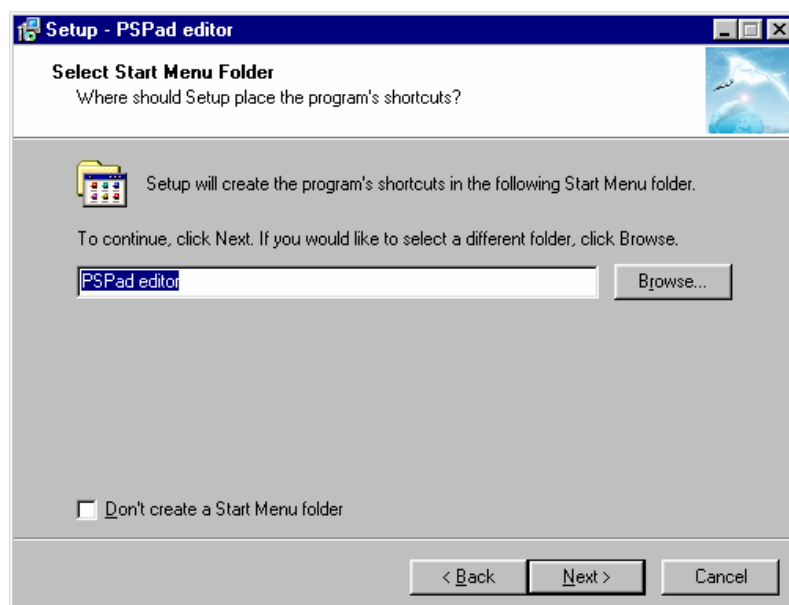 Setup - PSPad editor
Select Start Menu Folder
Where should Setup place the program's shortcuts?
Setup will create the program's shortcuts in the following Start Menu folder.
To continue, click Next. If you would like to select a different folder, click Browse.
PSPad editor
Browse...
Don't create a Start Menu folder
< Back
Next >
Cancel